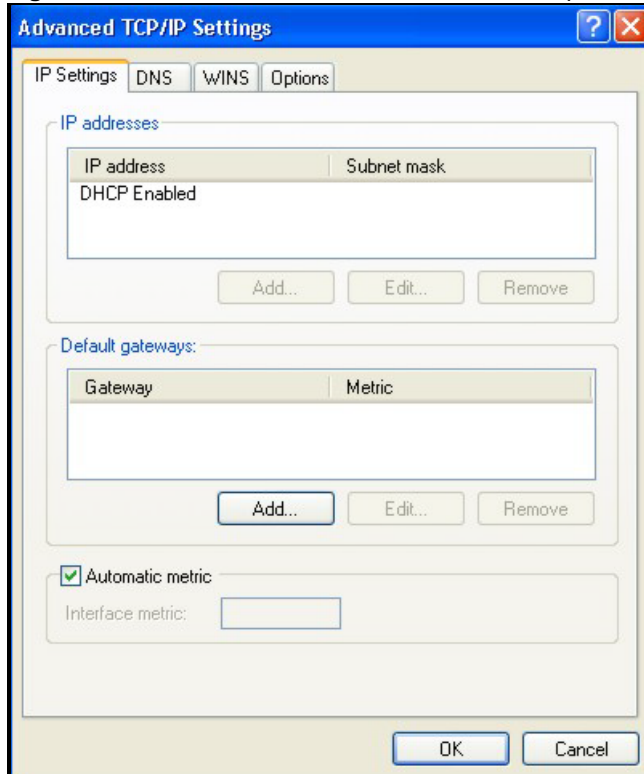 Advanced TCP/IP Settings
IP Settings DNS WINS Options
IP addresses
IP address Subnet mask
DHCP Enabled
Add... Edit... Remove
Default gateways:
Gateway Metric
Add... Edit... Remove
Automatic metric
Interface metric:
OK Cancel